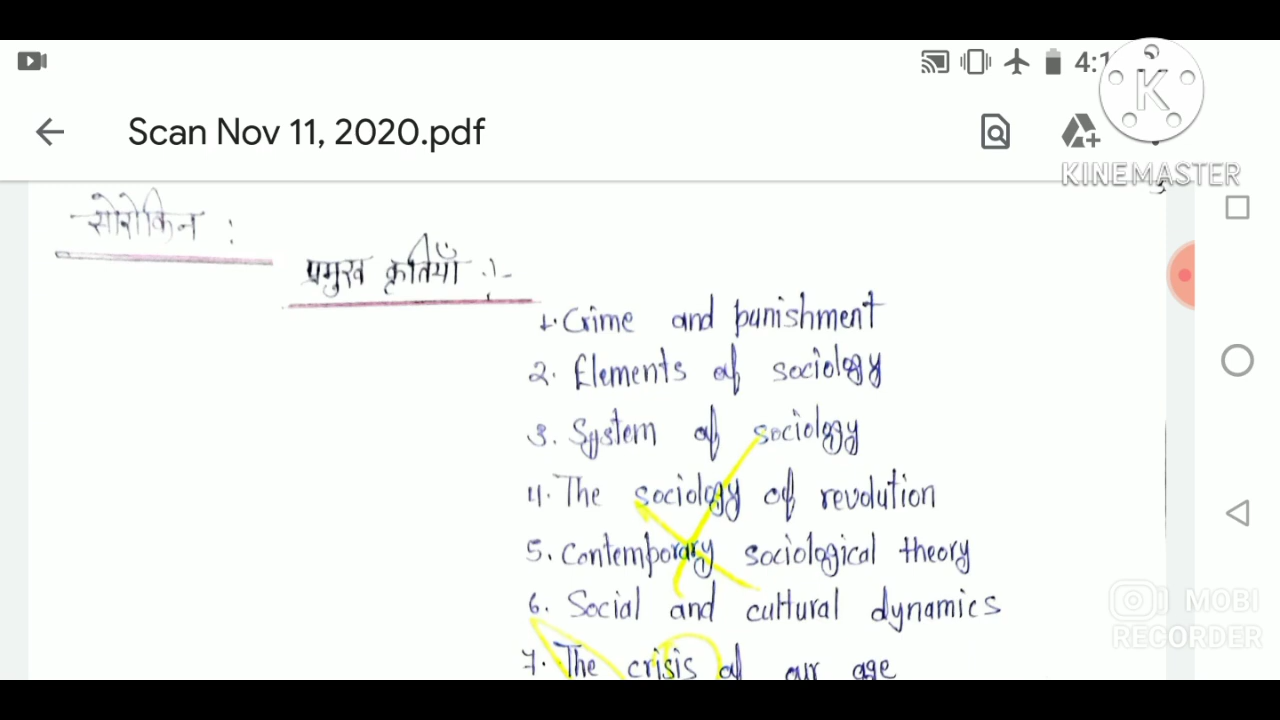 4:1
Scan Nov 11, 2020.pdf
KINEMASTER
सोरोकिन :
प्रमुख कृतियाँ :-
1. Crime and punishment
2. Elements of sociology
3. System of sociology
4. The sociology of revolution
5. Contemporary sociological theory
6. Social and cultural dynamics
7. The crisis of our age
MOBI
RECORDER